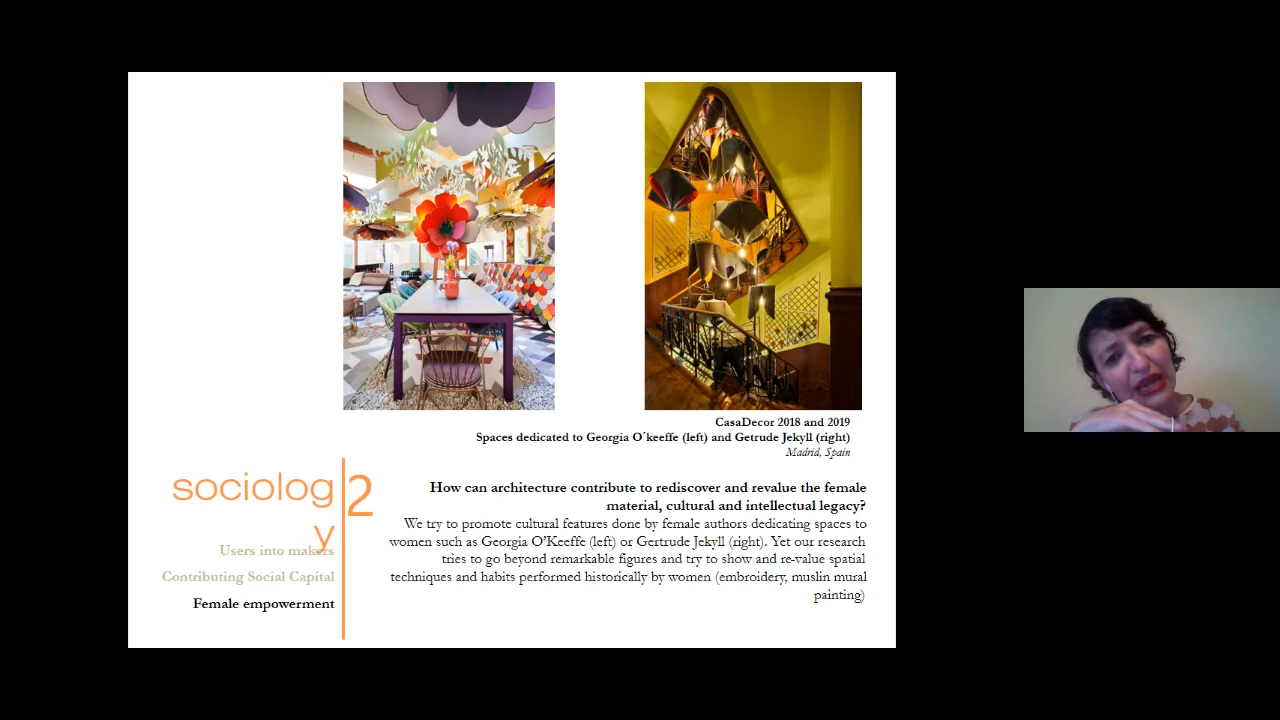 CasaDecor 2018 and 2019
Spaces dedicated to Georgia O´keeffe (left) and Getrude Jekyll (right)
Madrid, Spain
sociolog
y
2
Users into makers
Contributing Social Capital
Female empowerment
How can architecture contribute to rediscover and revalue the female
material, cultural and intellectual legacy?
We try to promote cultural features done by female authors dedicating spaces to
women such as Georgia O’Keeffe (left) or Gertrude Jekyll (right). Yet our research
tries to go beyond remarkable figures and try to show and re-value spatial
techniques and habits performed historically by women (embroidery, muslin mural
painting)